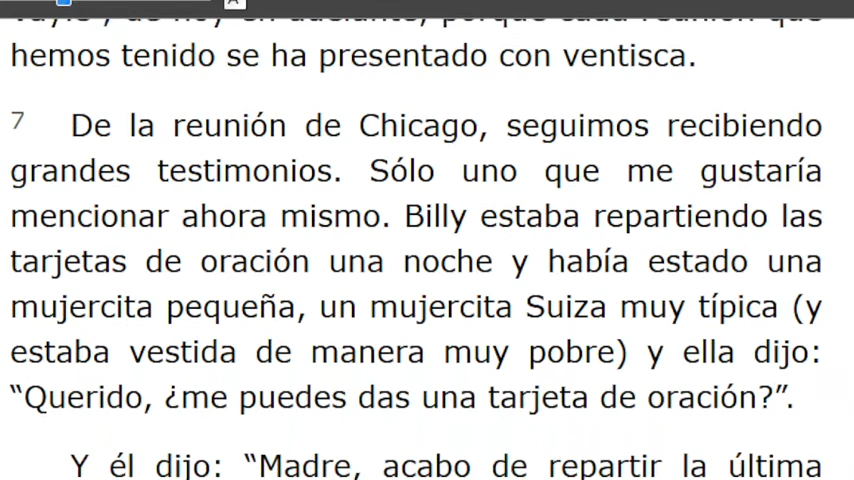 hemos tenido se ha presentado con ventisca.
7 De la reunión de Chicago, seguimos recibiendo
grandes testimonios. Sólo uno que me gustaría
mencionar ahora mismo. Billy estaba repartiendo las
tarjetas de oración una noche y había estado una
mujercita pequeña, un mujercita Suiza muy típica (y
estaba vestida de manera muy pobre) y ella dijo:
“Querido, ¿me puedes das una tarjeta de oración?”.
Y él dijo: “Madre, acabo de repartir la última